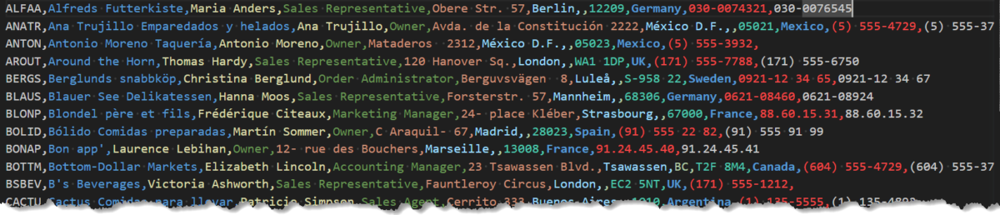 ALFAA,Alfreds Futterkiste,Maria Anders,Sales Representative,Obere Str. 57,Berlin,,12209,Germany,030-0074321,030-0076545
ANATR,Ana Trujillo Emparedados y helados,Ana Trujillo,Owner,Avda. de la Constitución 2222,México D.F.,,05021,Mexico,(5) 555-4729,(5) 555-37
ANTON,Antonio Moreno Taquería,Antonio Moreno,Owner,Mataderos  2312,México D.F.,,05023,Mexico,(5) 555-3932,
AROUT,Around the Horn,Thomas Hardy,Sales Representative,120 Hanover Sq.,London,,WA1 1DP,UK,(171) 555-7788,(171) 555-6750
BERGS,Berglunds snabbköp,Christina Berglund,Order Administrator,Berguvsvägen  8,Luleå,,S-958 22,Sweden,0921-12 34 65,0921-12 34 67
BLAUS,Blauer See Delikatessen,Hanna Moos,Sales Representative,Forsterstr. 57,Mannheim,,68306,Germany,0621-08460,0621-08924
BLONP,Blondel père et fils,Frédérique Citeaux,Marketing Manager,24- place Kléber,Strasbourg,,67000,France,88.60.15.31,88.60.15.32
BOLID,Bólido Comidas preparadas,Martín Sommer,Owner,C Araquil- 67,Madrid,,28023,Spain,(91) 555 22 82,(91) 555 91 99
BONAP,Bon app',Laurence Lebihan,Owner,12- rue des Bouchers,Marseille,,13008,France,91.24.45.40,91.24.45.41
BOTTM,Bottom-Dollar Markets,Elizabeth Lincoln,Accounting Manager,23 Tsawassen Blvd.,Tsawassen,BC,T2F 8M4,Canada,(604) 555-4729,(604) 555-37
BSBEV,B's Beverages,Victoria Ashworth,Sales Representative,Fauntleroy Circus,London,,EC2 5NT,UK,(171) 555-1212,
CACTU,Cactus Comidas para llevar,Patricio Simpson,Sales Agent,Cerrito 333,Buenos Aires,,1010,Argentina,(1) 135-5555,(1) 135-4892